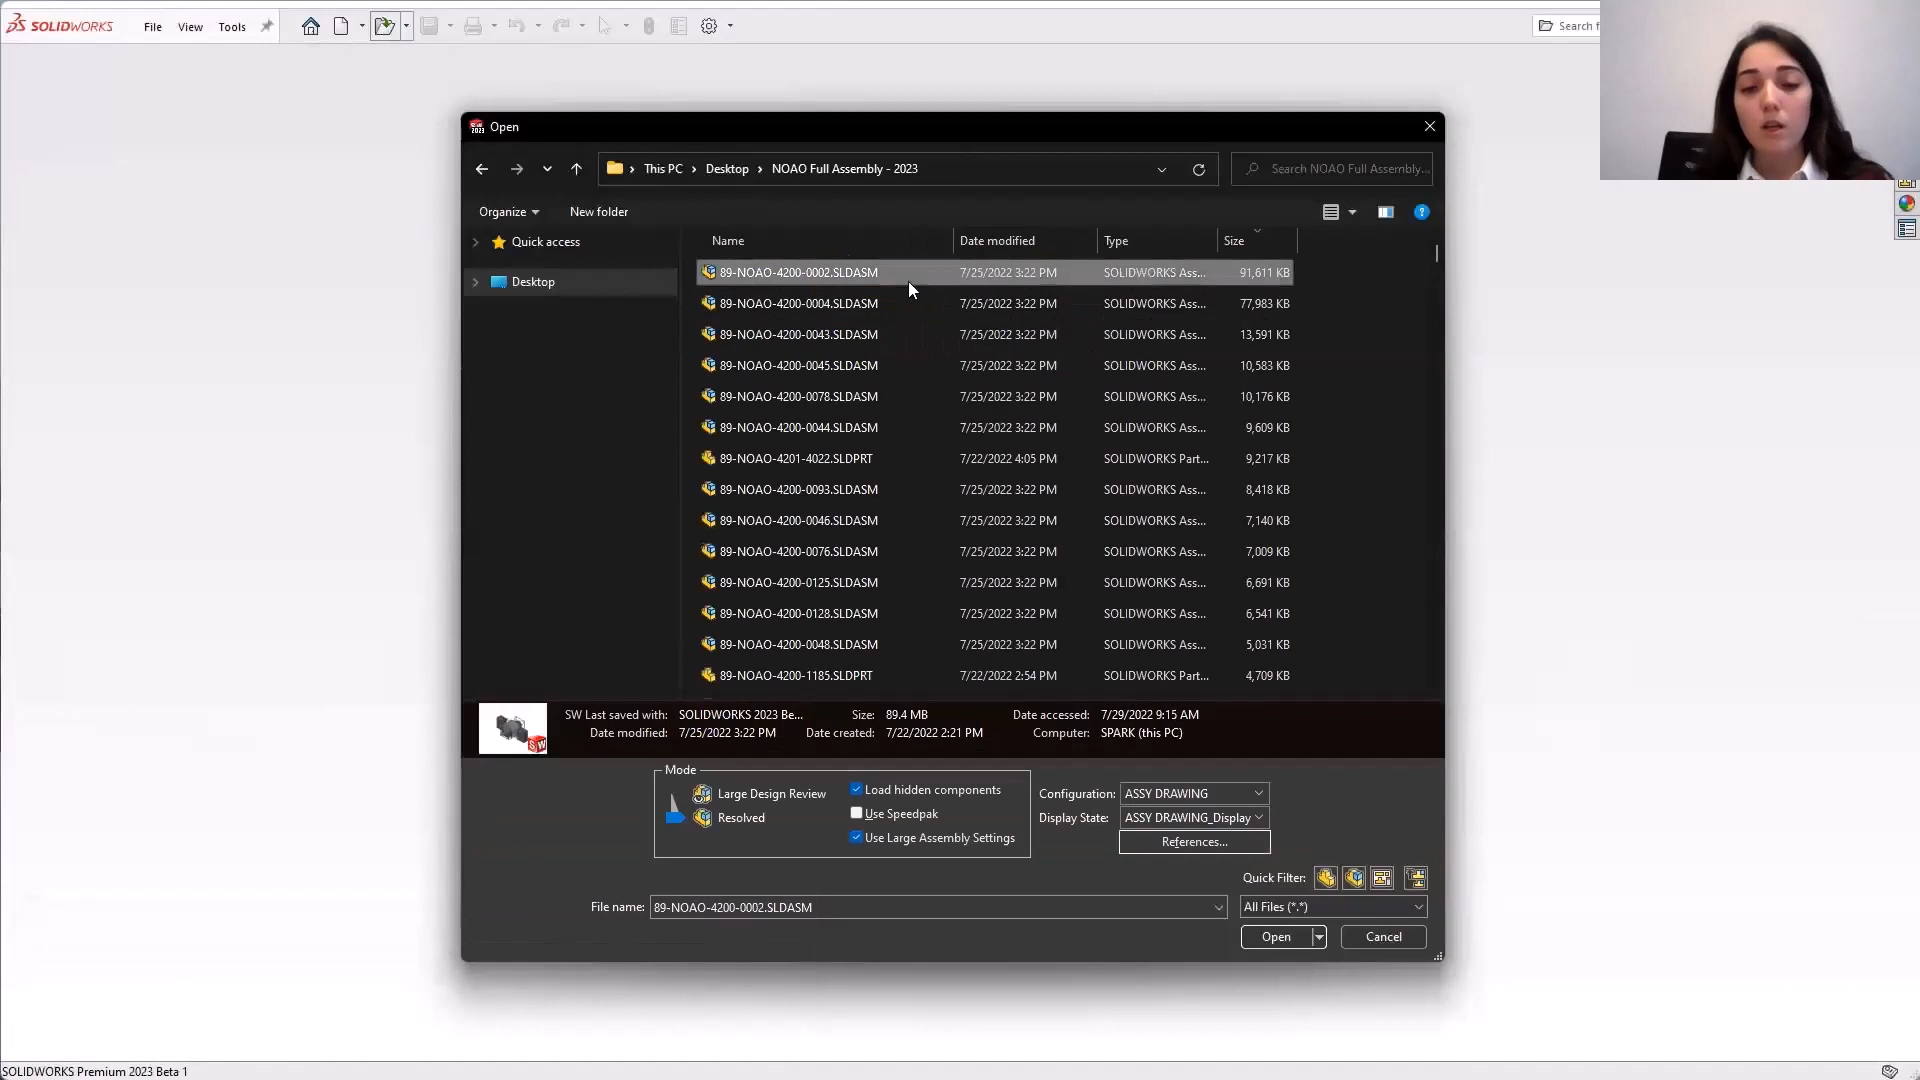 SOLIDWORKS File View Tools Search f
Open
This PC > Desktop > NOAO Full Assembly - 2023 Search NOAO Full Assembly...
Organize New folder
Quick access
Desktop
Name Date modified Type Size
89-NOAO-4200-0002.SLDASM 7/25/2022 3:22 PM SOLIDWORKS Ass... 91,611 KB
89-NOAO-4200-0004.SLDASM 7/25/2022 3:22 PM SOLIDWORKS Ass... 77,983 KB
89-NOAO-4200-0043.SLDASM 7/25/2022 3:22 PM SOLIDWORKS Ass... 13,591 KB
89-NOAO-4200-0045.SLDASM 7/25/2022 3:22 PM SOLIDWORKS Ass... 10,583 KB
89-NOAO-4200-0078.SLDASM 7/25/2022 3:22 PM SOLIDWORKS Ass... 10,176 KB
89-NOAO-4200-0044.SLDASM 7/25/2022 3:22 PM SOLIDWORKS Ass... 9,609 KB
89-NOAO-4201-4022.SLDPRT 7/22/2022 4:05 PM SOLIDWORKS Part... 9,217 KB
89-NOAO-4200-0093.SLDASM 7/25/2022 3:22 PM SOLIDWORKS Ass... 8,418 KB
89-NOAO-4200-0046.SLDASM 7/25/2022 3:22 PM SOLIDWORKS Ass... 7,140 KB
89-NOAO-4200-0076.SLDASM 7/25/2022 3:22 PM SOLIDWORKS Ass... 7,009 KB
89-NOAO-4200-0125.SLDASM 7/25/2022 3:22 PM SOLIDWORKS Ass... 6,691 KB
89-NOAO-4200-0128.SLDASM 7/25/2022 3:22 PM SOLIDWORKS Ass... 6,541 KB
89-NOAO-4200-0048.SLDASM 7/25/2022 3:22 PM SOLIDWORKS Ass... 5,031 KB
89-NOAO-4200-1185.SLDPRT 7/22/2022 2:54 PM SOLIDWORKS Part... 4,709 KB
SW Last saved with: SOLIDWORKS 2023 Be... Size: 89.4 MB Date accessed: 7/29/2022 9:15 AM
Date modified: 7/25/2022 3:22 PM Date created: 7/22/2022 2:21 PM Computer: SPARK (this PC)
Mode
Large Design Review Load hidden components Configuration: ASSY DRAWING
Resolved Use Speedpak Display State: ASSY DRAWING_Display
Use Large Assembly Settings References...
Quick Filter:
File name: 89-NOAO-4200-0002.SLDASM All Files (*.*)
Open Cancel
SOLIDWORKS Premium 2023 Beta 1